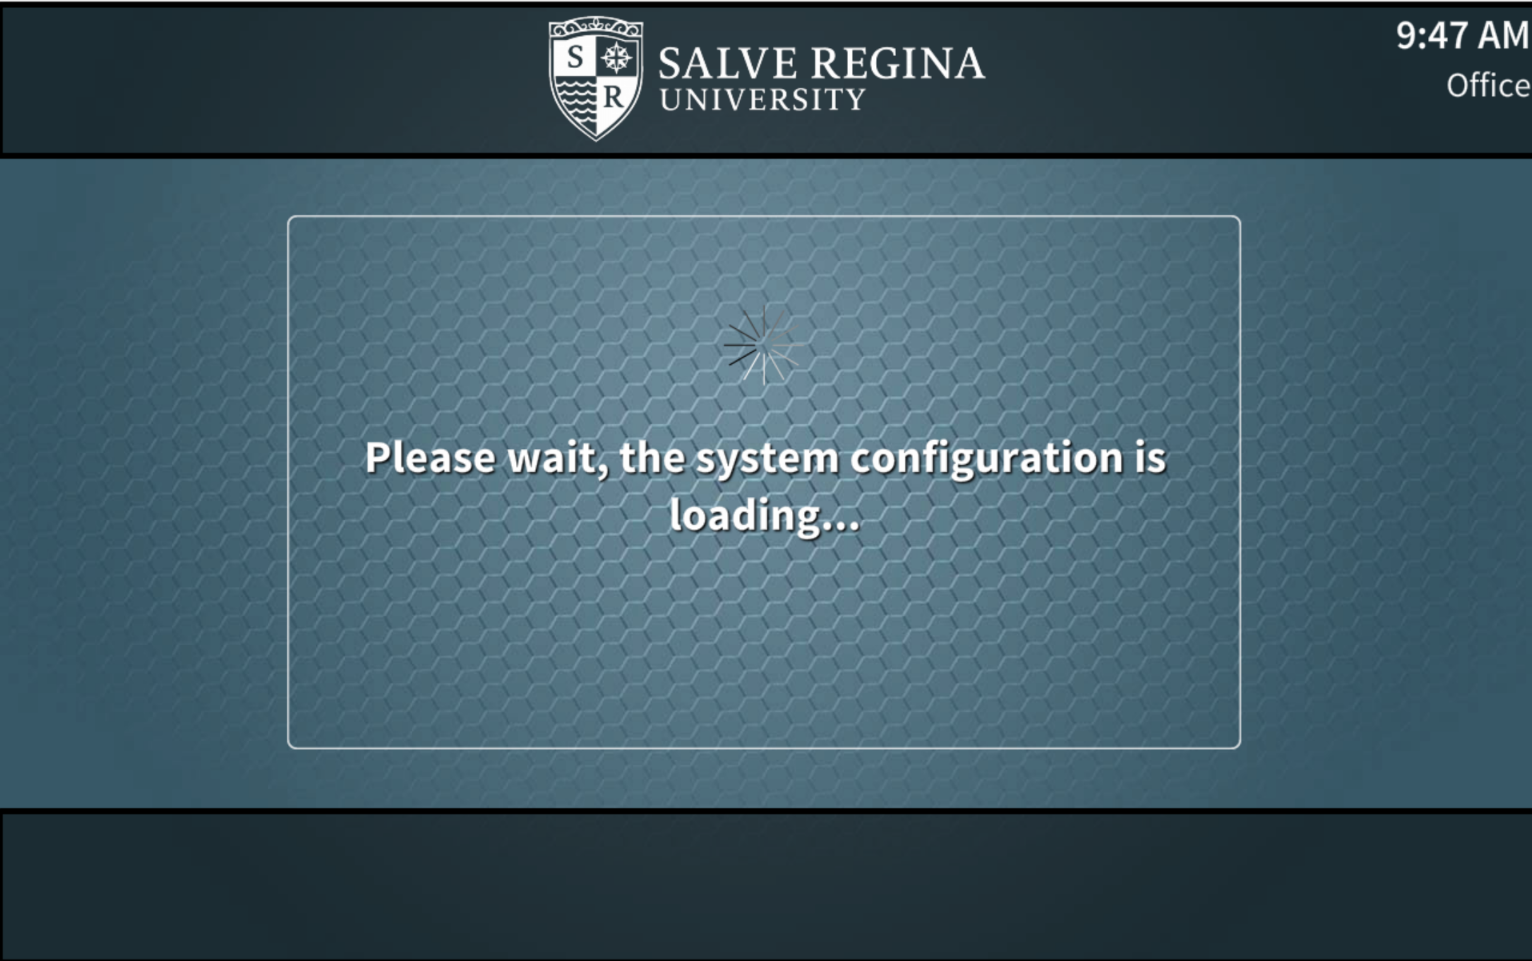 S
R
SALVE REGINA
UNIVERSITY
9:47 AM
Office
Please wait, the system configuration is
loading...